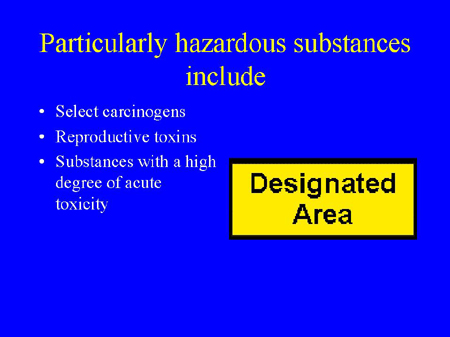 Particularly hazardous substances
include
• Select carcinogens
• Reproductive toxins
• Substances with a high
degree of acute
toxicity
Designated
Area